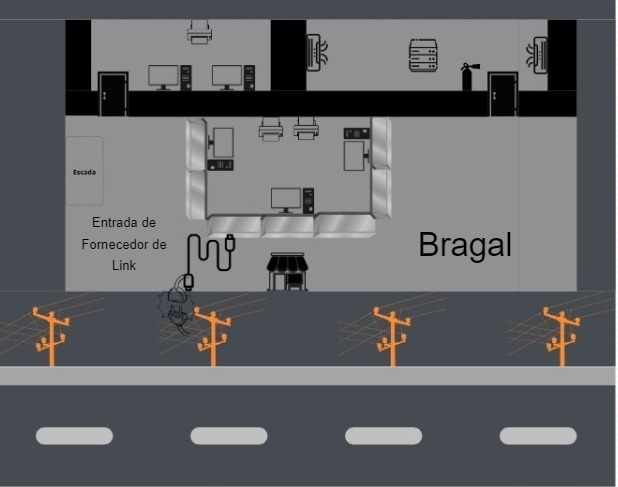 Escada
Entrada de
Fornecedor de
Link
Bragal